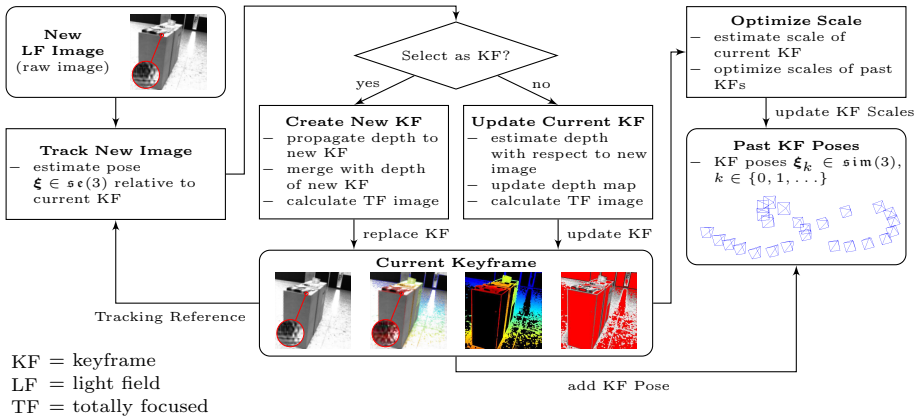 New
LF Image
(raw image)
Track New Image
– estimate pose
𝝃 ∈ 𝔰𝔢(3) relative to
current KF
Select as KF?
yes
no
Create New KF
– propagate depth to
new KF
– merge with depth
of new KF
– calculate TF image
Update Current KF
– estimate depth
with respect to new
image
– update depth map
– calculate TF image
replace KF
update KF
Current Keyframe
Tracking Reference
Optimize Scale
– estimate scale of
current KF
– optimize scales of past
KFs
update KF Scales
Past KF Poses
– KF poses 𝝃ₖ ∈ 𝔰𝔦𝔪(3),
k ∈ {0, 1, . . .}
add KF Pose
KF = keyframe
LF = light field
TF = totally focused